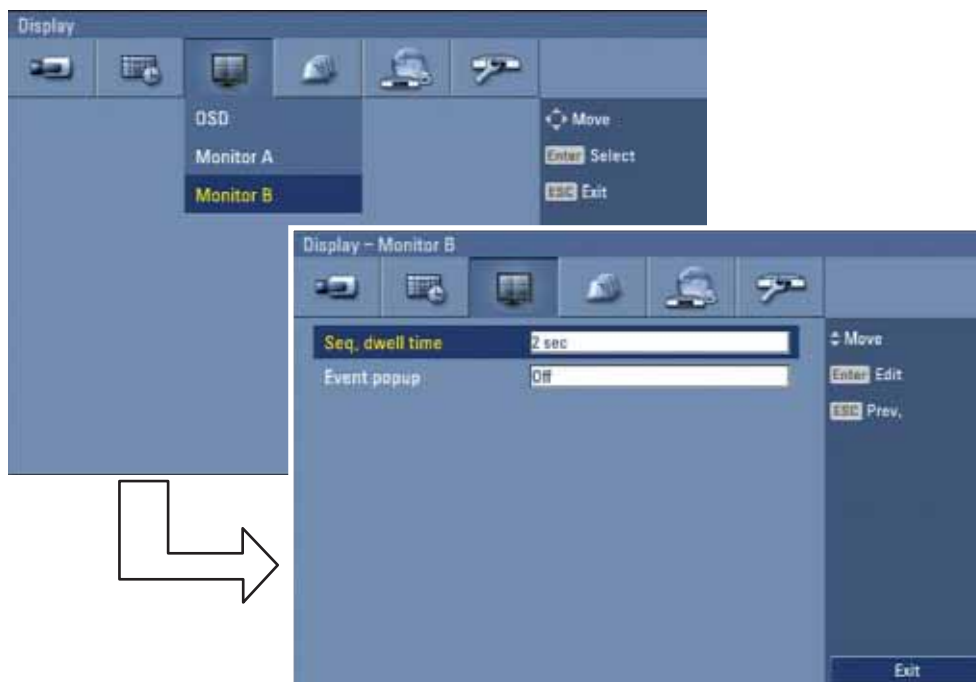 Display
OSD
Monitor A
Monitor B
Move
Enter Select
ESC Exit
Display – Monitor B
Seq. dwell time 2 sec
Event popup Off
Move
Enter Edit
ESC Prev.
Exit